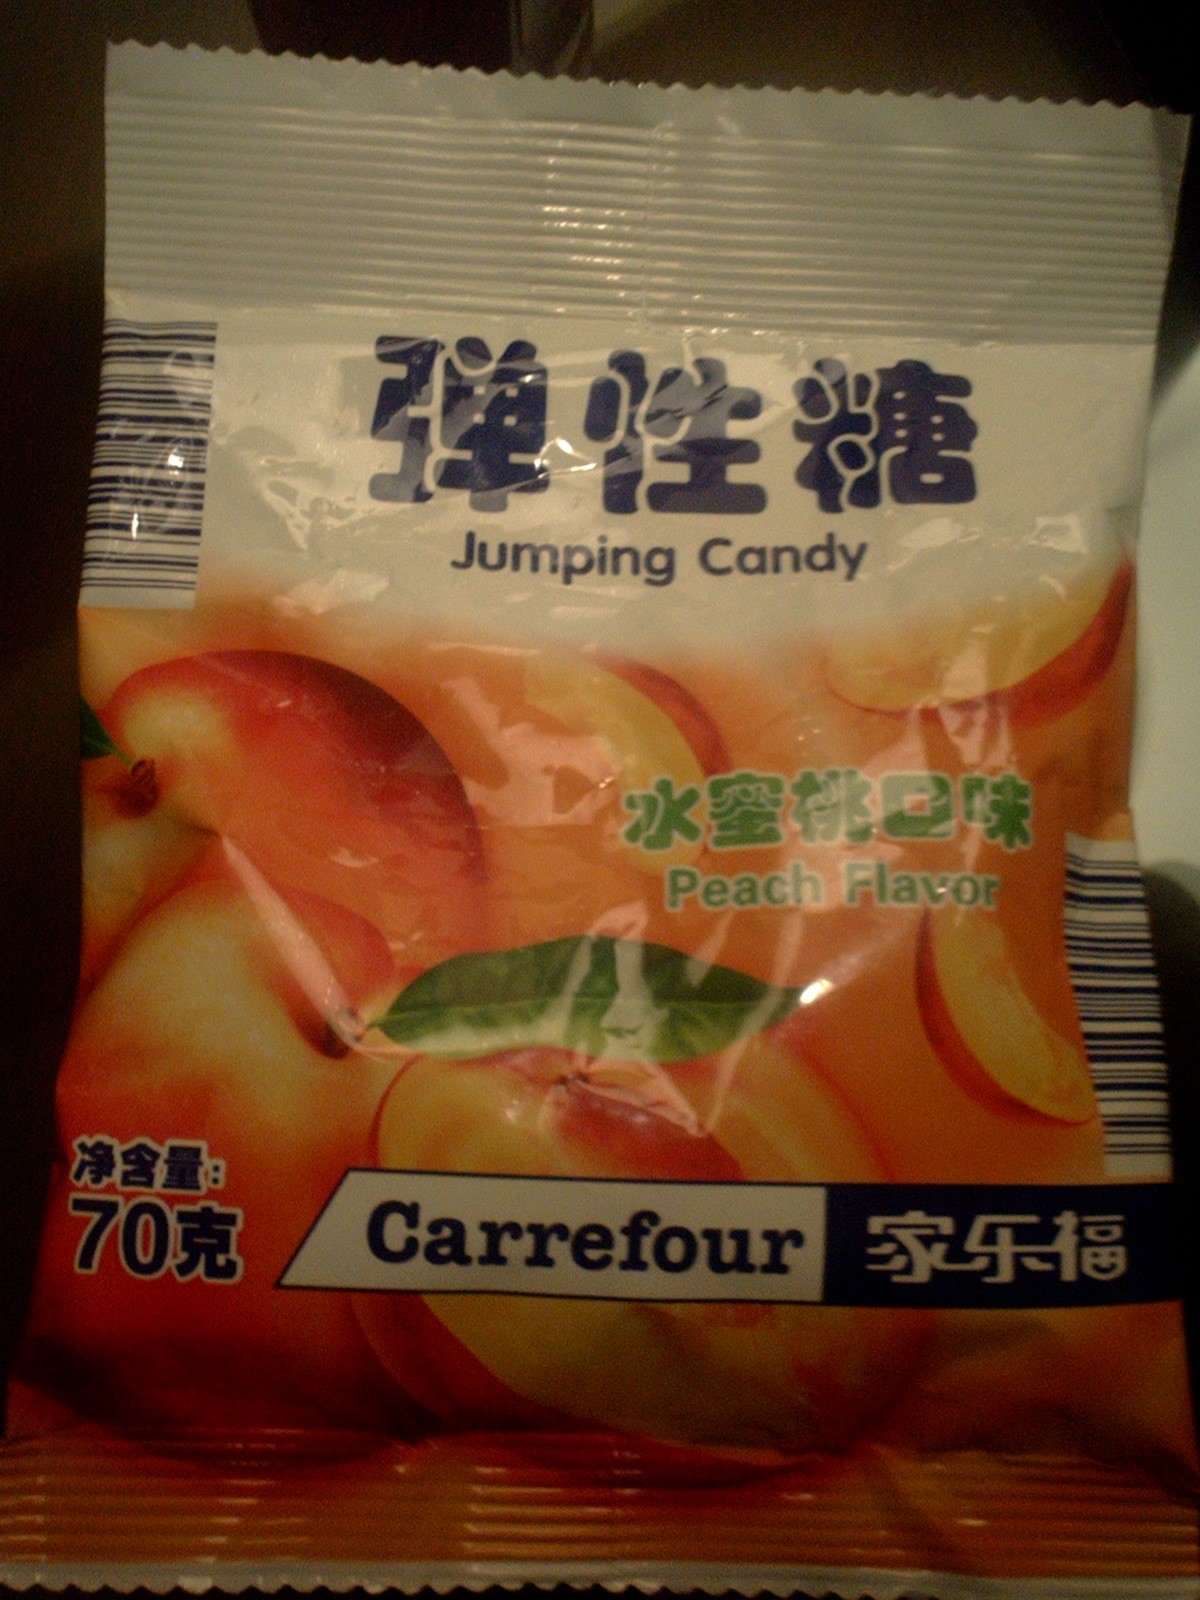 弹性糖
Jumping Candy
水蜜桃口味
Peach Flavor
净含量:
70克
Carrefour 家乐福